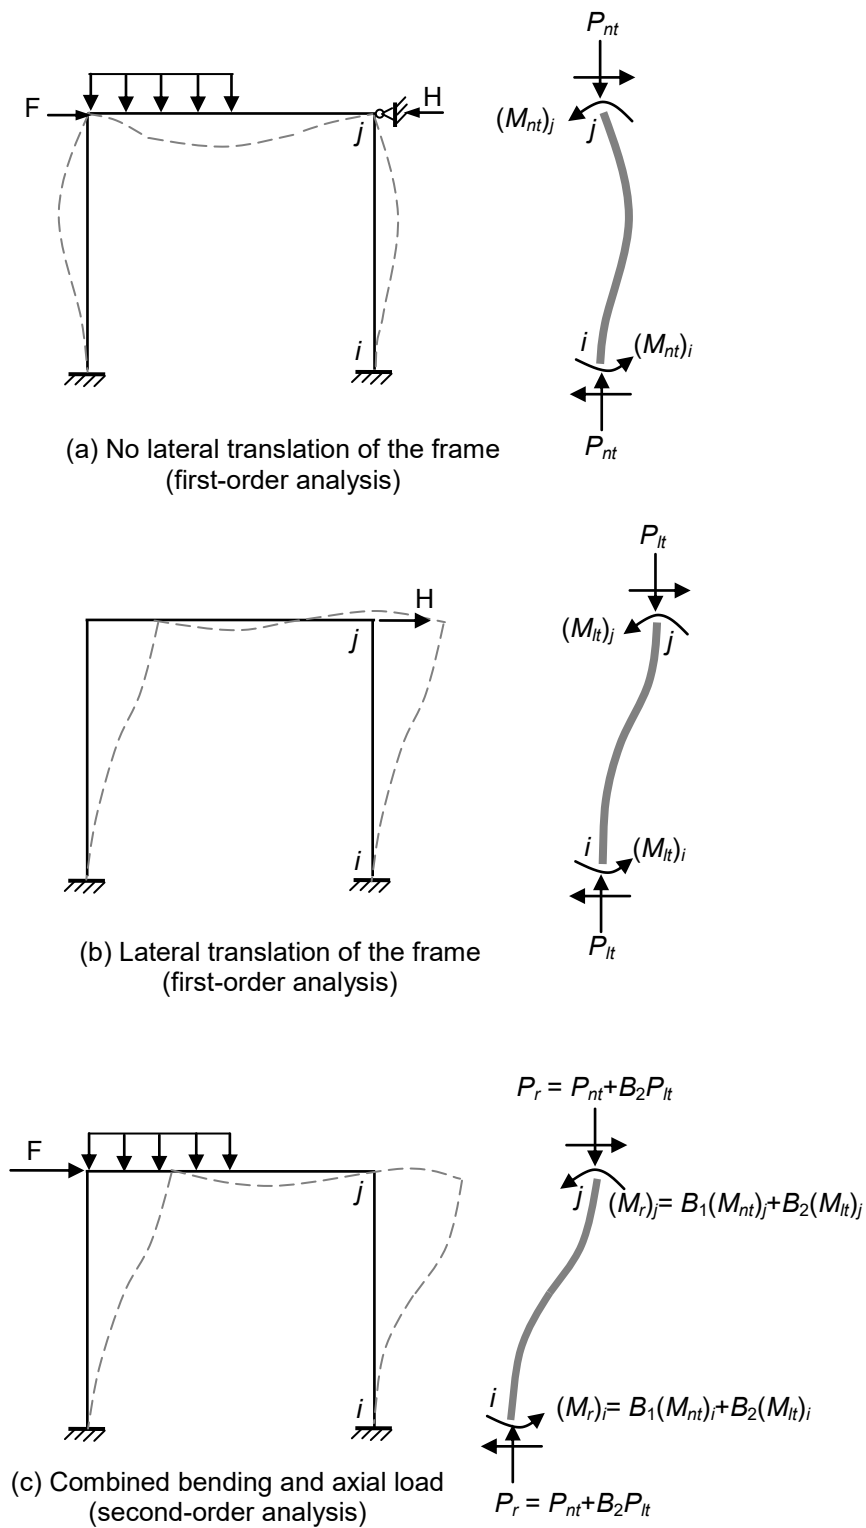 P_nt
F
H
(M_nt)_j
j
j
i
i
(M_nt)_i
P_nt
(a) No lateral translation of the frame
(first-order analysis)
P_lt
H
(M_lt)_j
j
j
i
i
(M_lt)_i
P_lt
(b) Lateral translation of the frame
(first-order analysis)
P_r = P_nt+B_2P_lt
F
j
j
(M_r)_j= B_1(M_nt)_j+B_2(M_lt)_j
i
i
(M_r)_i= B_1(M_nt)_i+B_2(M_lt)_i
(c) Combined bending and axial load
(second-order analysis)
P_r = P_nt+B_2P_lt